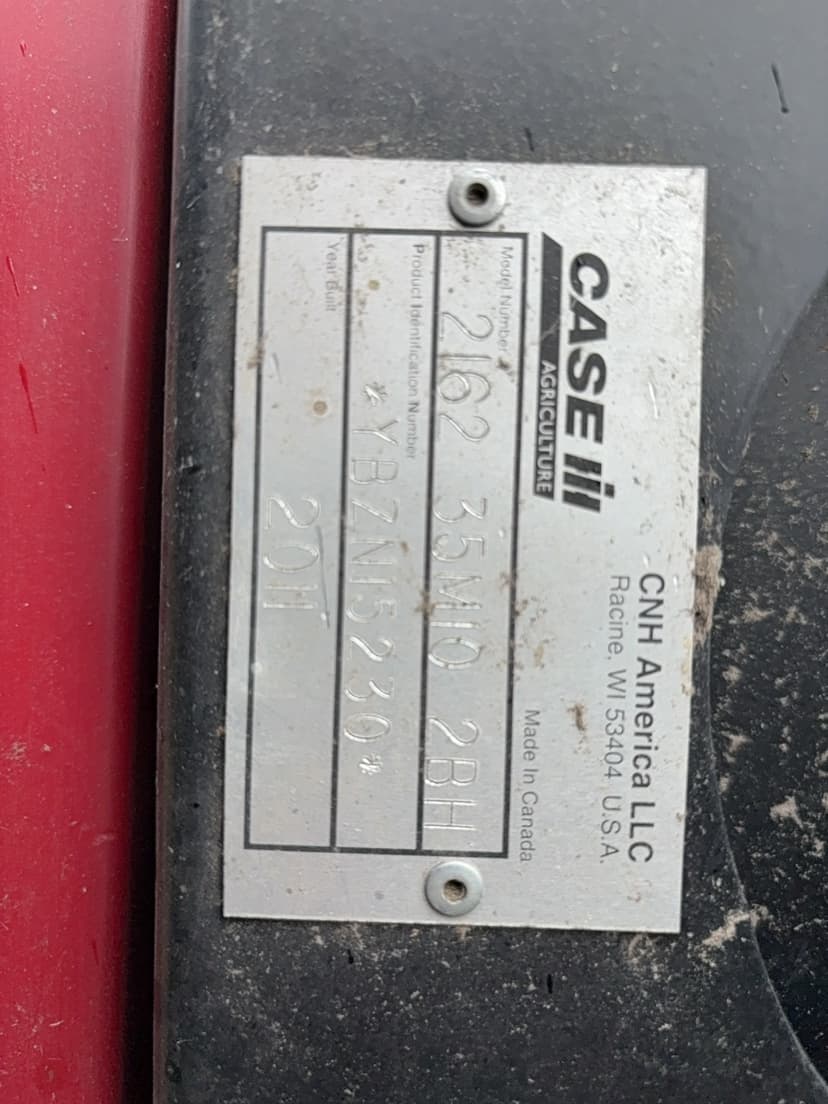 CASE IH
AGRICULTURE
CNH America LLC
Racine, WI 53404 U.S.A.
Made In Canada
Model Number
2162 35M10 2BH
Product Identification Number
*YBZN15230*
Year Built
2011